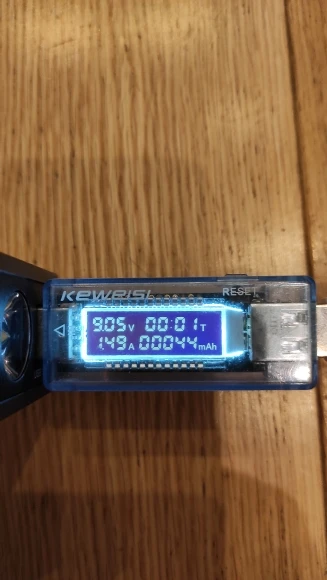 KEWEISI
RESET
9.05V 00:01T
1.49A 00044mAh